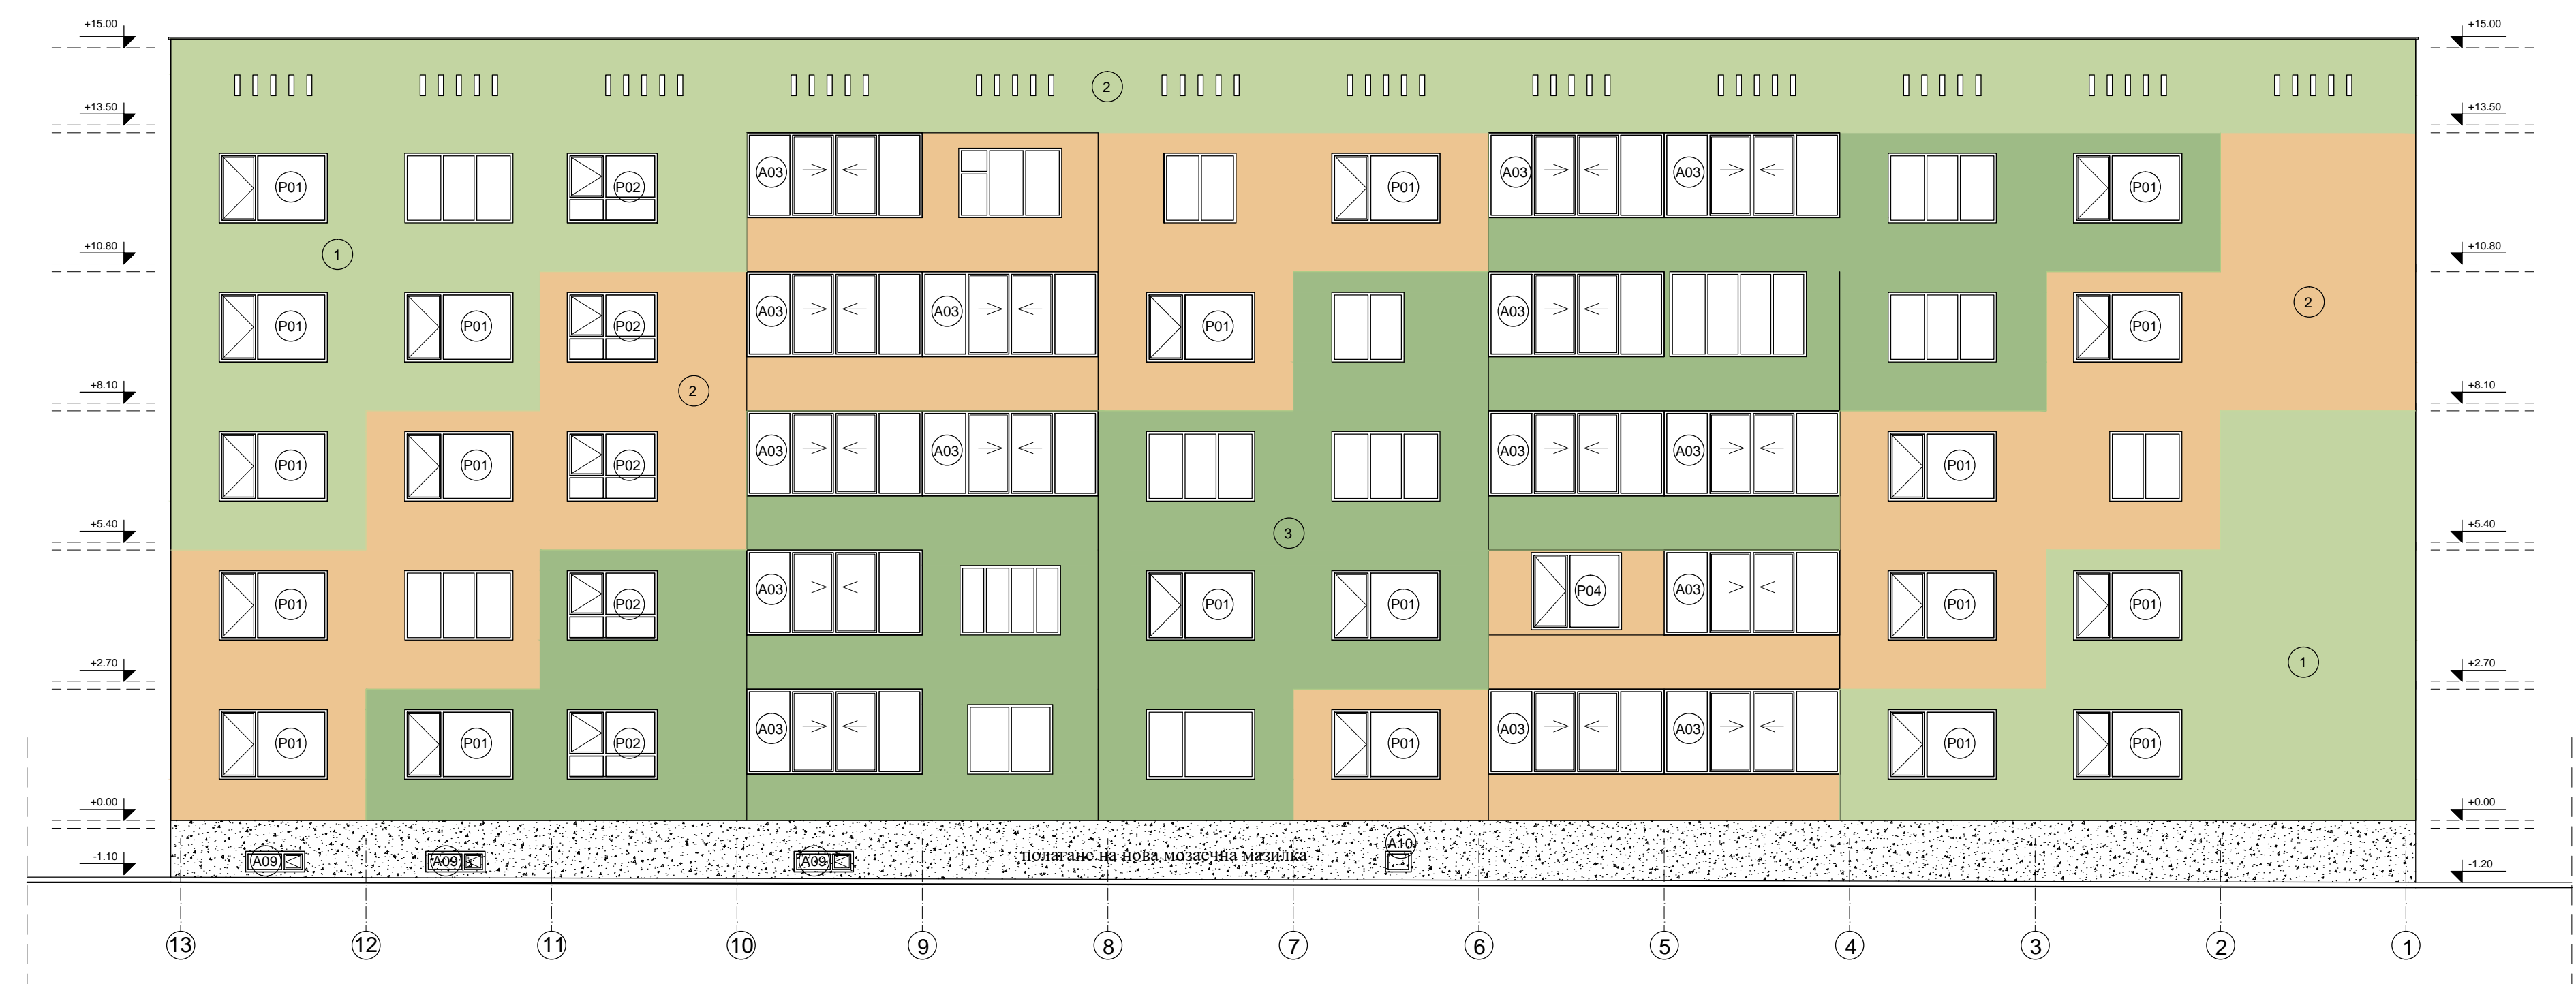 +15.00 +15.00
2
+13.50 +13.50
A03 A03 A03
P01 P02 P01 P01
1
+10.80 +10.80
2
A03 A03 A03
P01 P01 P02 P01 P01
+8.10 2 +8.10
A03 A03 A03 A03
P01 P01 P02 P01
3
+5.40 +5.40
A03 P04 A03
P01 P02 P01 P01 P01 P01
+2.70 1 +2.70
A03 A03 A03
P01 P01 P02 P01 P01 P01
+0.00 +0.00
A10
-1.10 A09 A09 A09 полагане на нова мозаечна мазилка -1.20
13 12 11 10 9 8 7 6 5 4 3 2 1